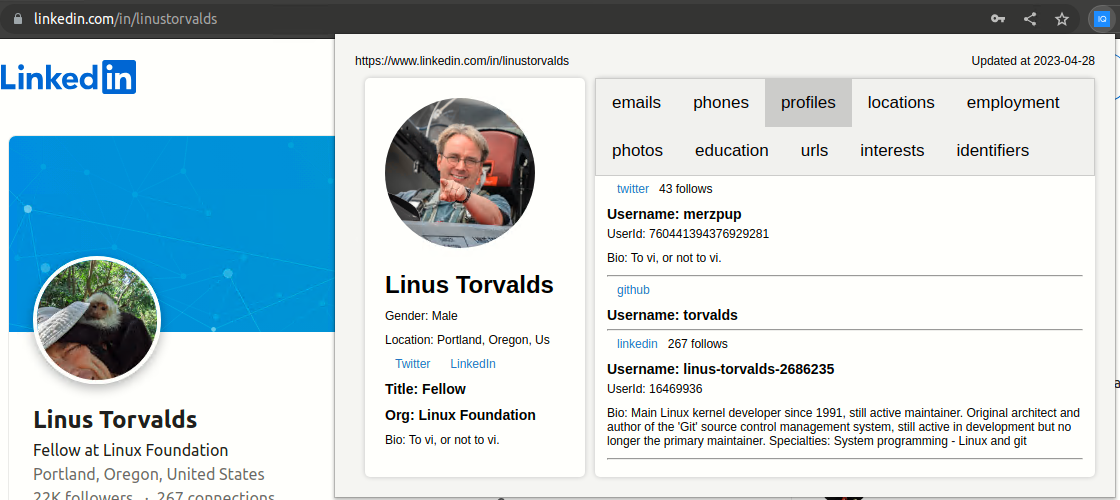 linkedin.com/in/linustorvalds
IQ
Linkedin
Linus Torvalds
Fellow at Linux Foundation
Portland, Oregon, United States
22K followers · 267 connections
https://www.linkedin.com/in/linustorvalds
Updated at 2023-04-28
Linus Torvalds
Gender: Male
Location: Portland, Oregon, Us
Twitter LinkedIn
Title: Fellow
Org: Linux Foundation
Bio: To vi, or not to vi.
emails phones profiles locations employment
photos education urls interests identifiers
twitter 43 follows
Username: merzpup
UserId: 760441394376929281
Bio: To vi, or not to vi.
github
Username: torvalds
linkedin 267 follows
Username: linus-torvalds-2686235
UserId: 16469936
Bio: Main Linux kernel developer since 1991, still active maintainer. Original architect and
author of the 'Git' source control management system, still active in development but no
longer the primary maintainer. Specialties: System programming - Linux and git